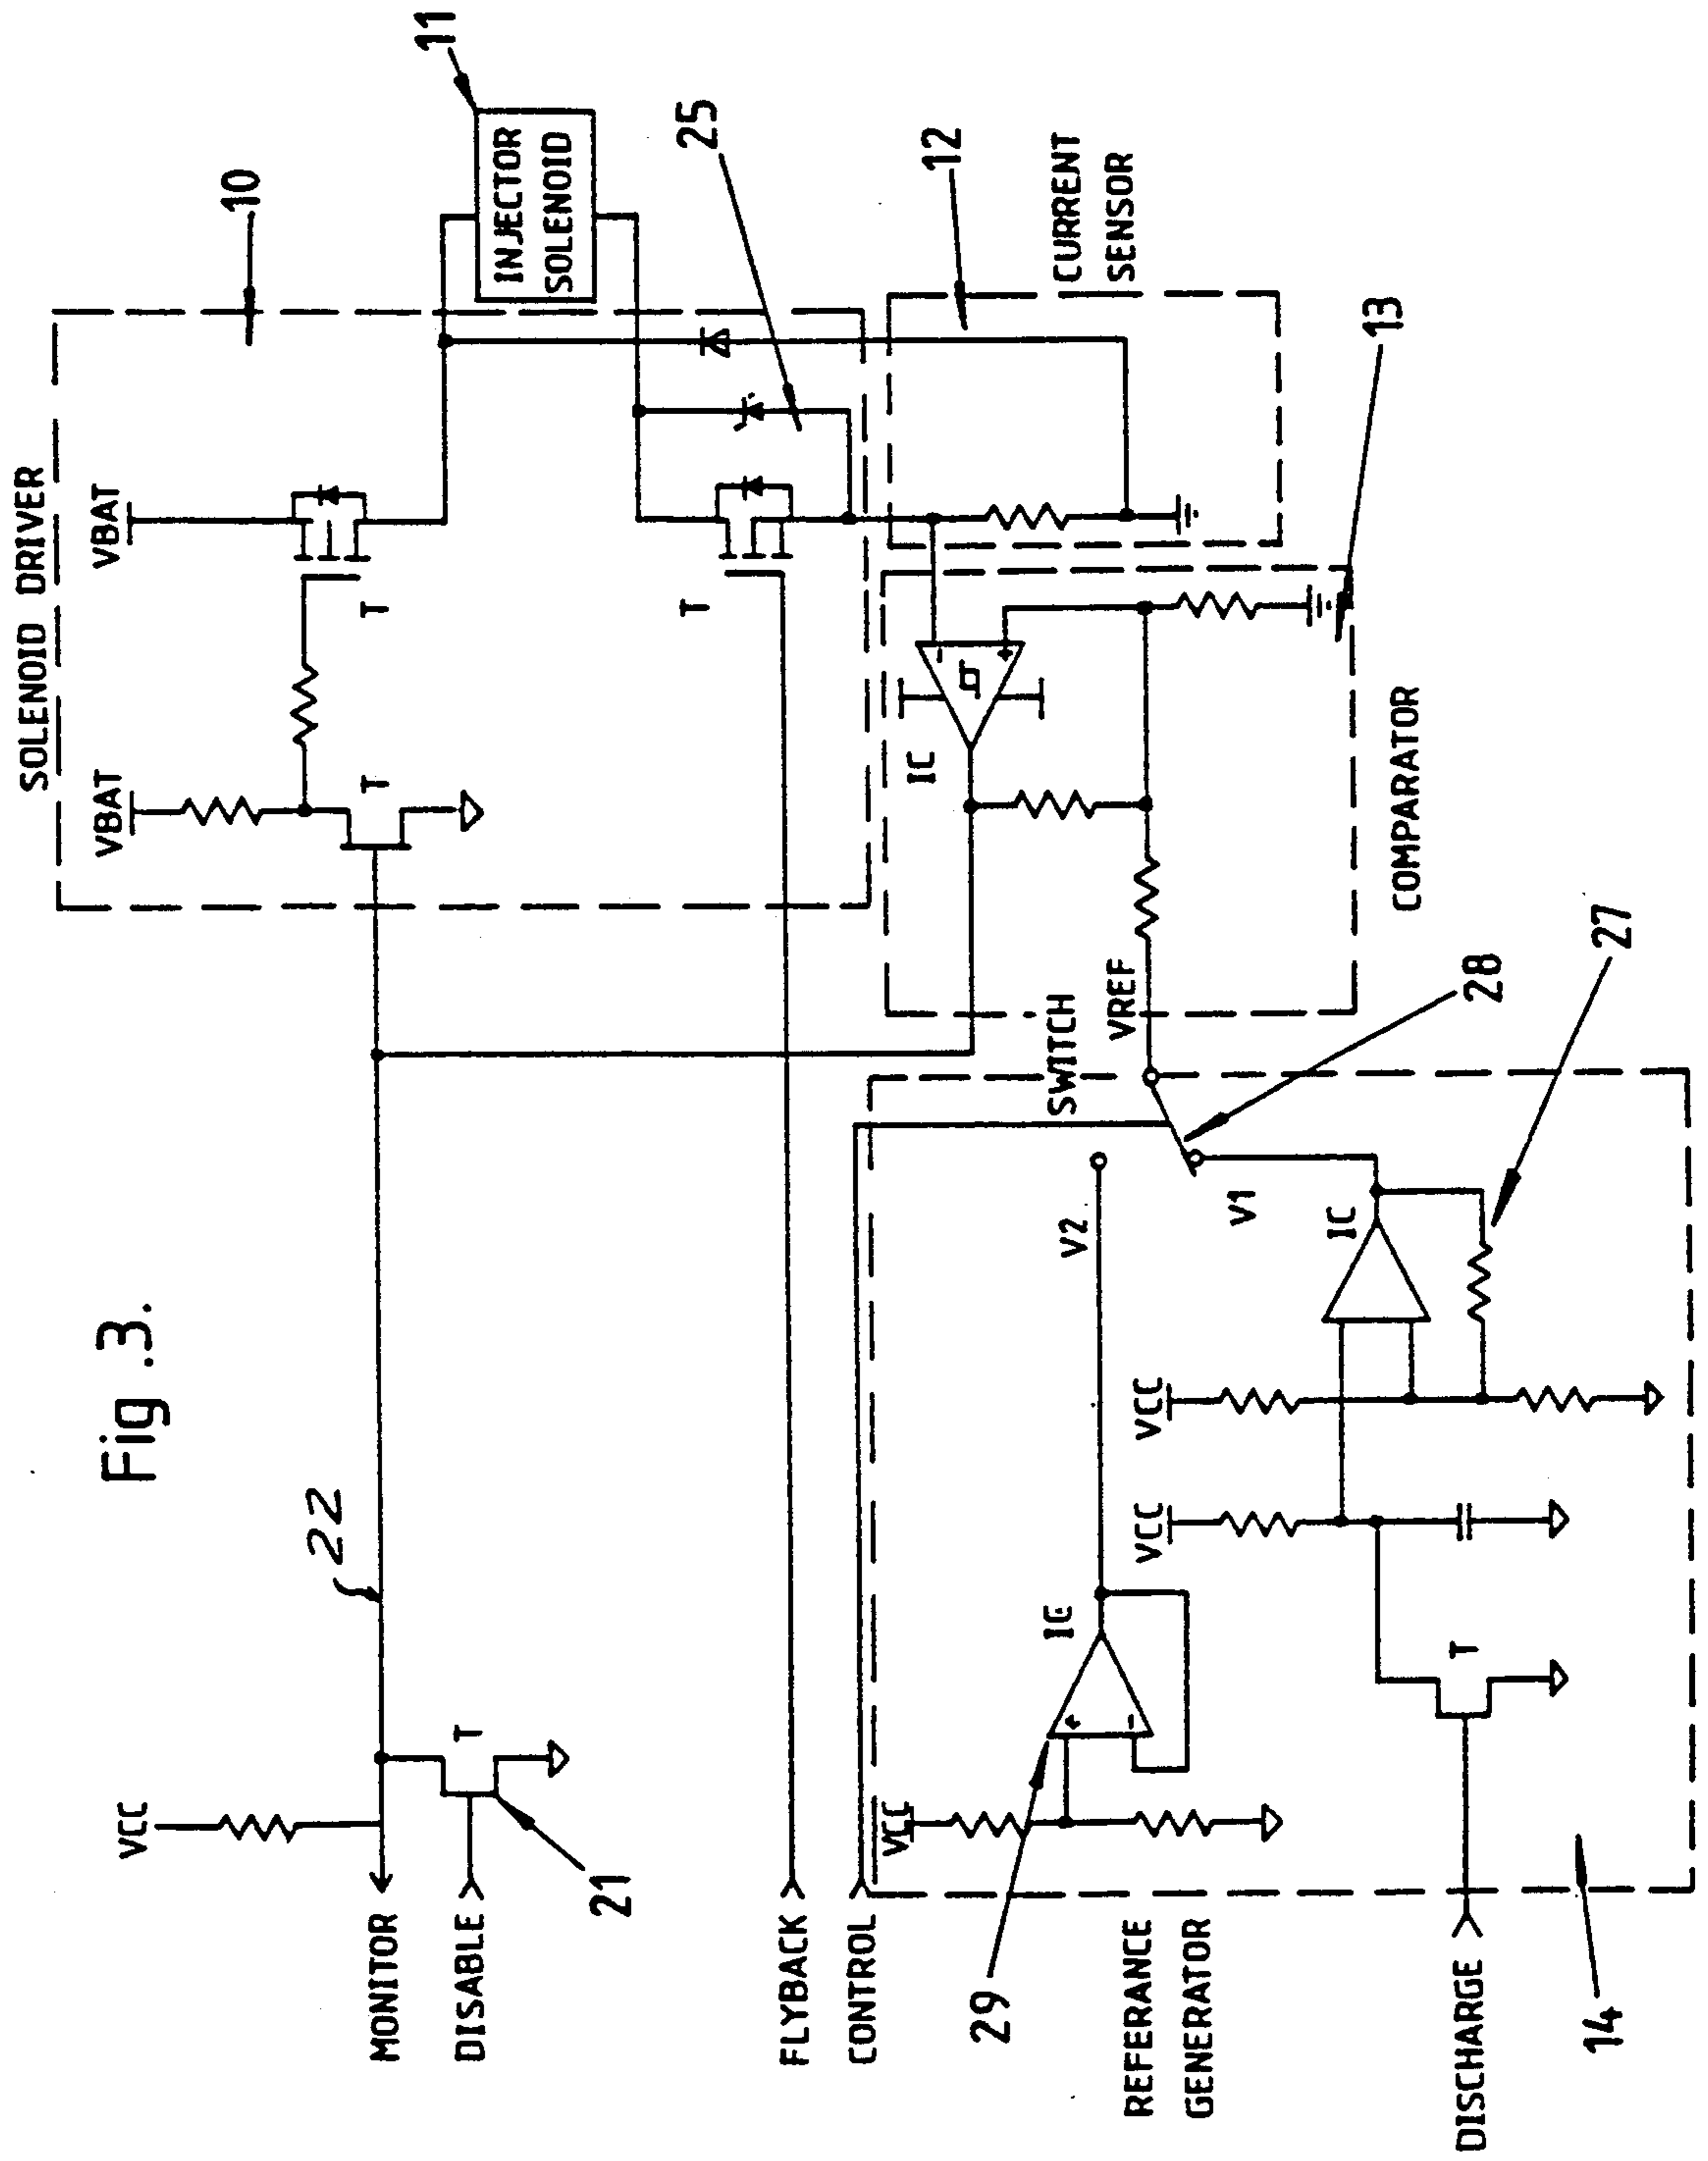 Fig .3.
SOLENOID DRIVER
10
VBAT
VBAT
T
T
T
11
INJECTOR
SOLENOID
25
12
CURRENT
SENSOR
13
IC
-
+
COMPARATOR
VREF
SWITCH
28
27
V2
V1
IC
VCC
VCC
22
VCC
T
21
MONITOR
DISABLE
FLYBACK
CONTROL
VCC
IC
+
-
29
REFERANCE
GENERATOR
T
DISCHARGE
14